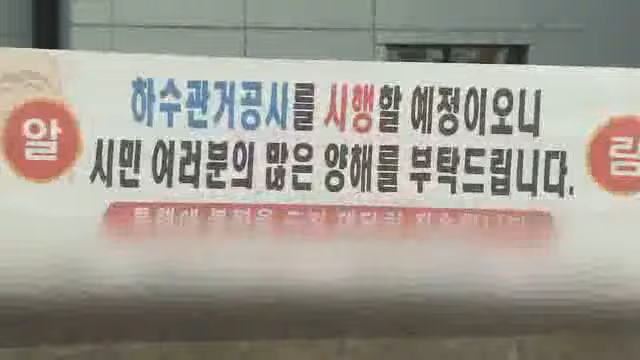 알 림
하수관거공사를 시행할 예정이오니
시민 여러분의 많은 양해를 부탁드립니다.